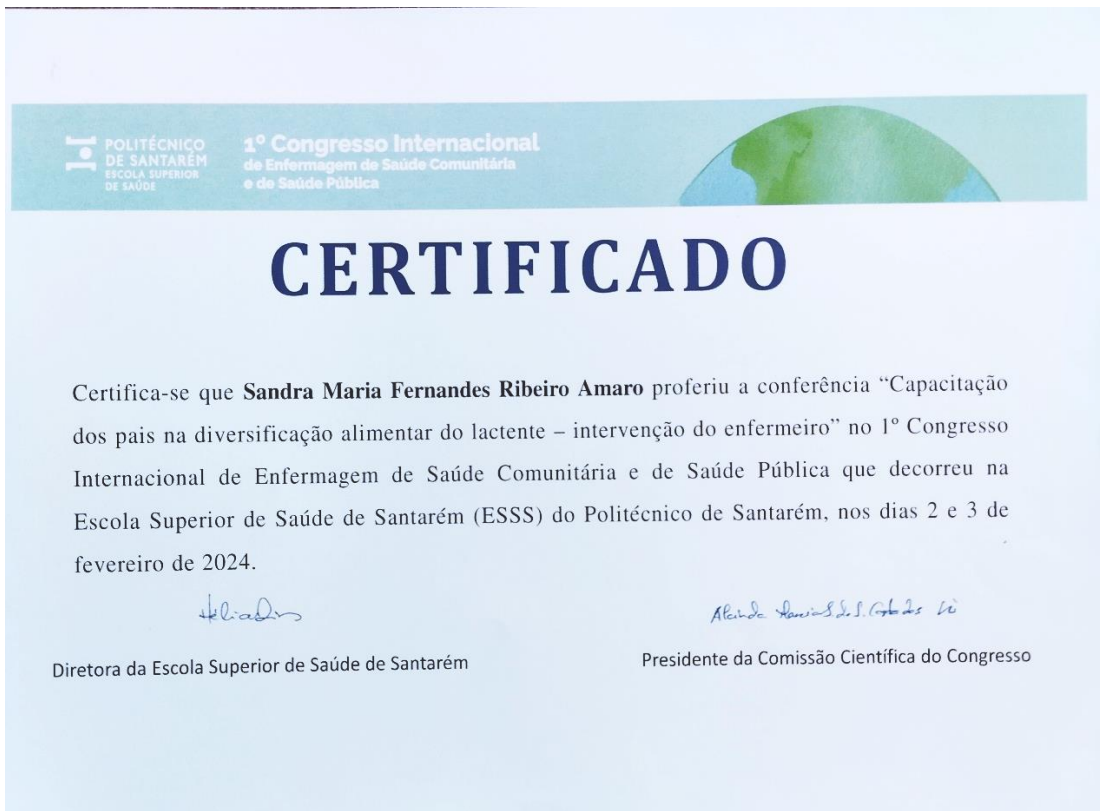 POLITÉCNICO
DE SANTARÉM
ESCOLA SUPERIOR
DE SAÚDE
1º Congresso Internacional
de Enfermagem de Saúde Comunitária
e de Saúde Pública
CERTIFICADO
Certifica-se que Sandra Maria Fernandes Ribeiro Amaro proferiu a conferência “Capacitação
dos pais na diversificação alimentar do lactente – intervenção do enfermeiro” no 1º Congresso
Internacional de Enfermagem de Saúde Comunitária e de Saúde Pública que decorreu na
Escola Superior de Saúde de Santarém (ESSS) do Politécnico de Santarém, nos dias 2 e 3 de
fevereiro de 2024.
Diretora da Escola Superior de Saúde de Santarém
Presidente da Comissão Científica do Congresso